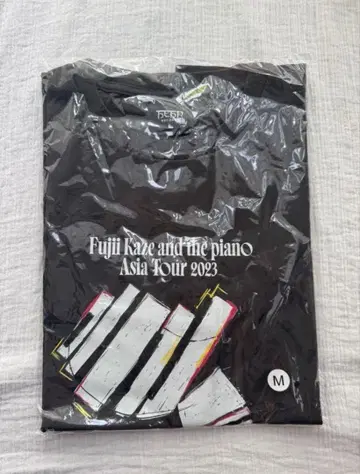 Fujii Kaze and the piano
Asia Tour 2023
M